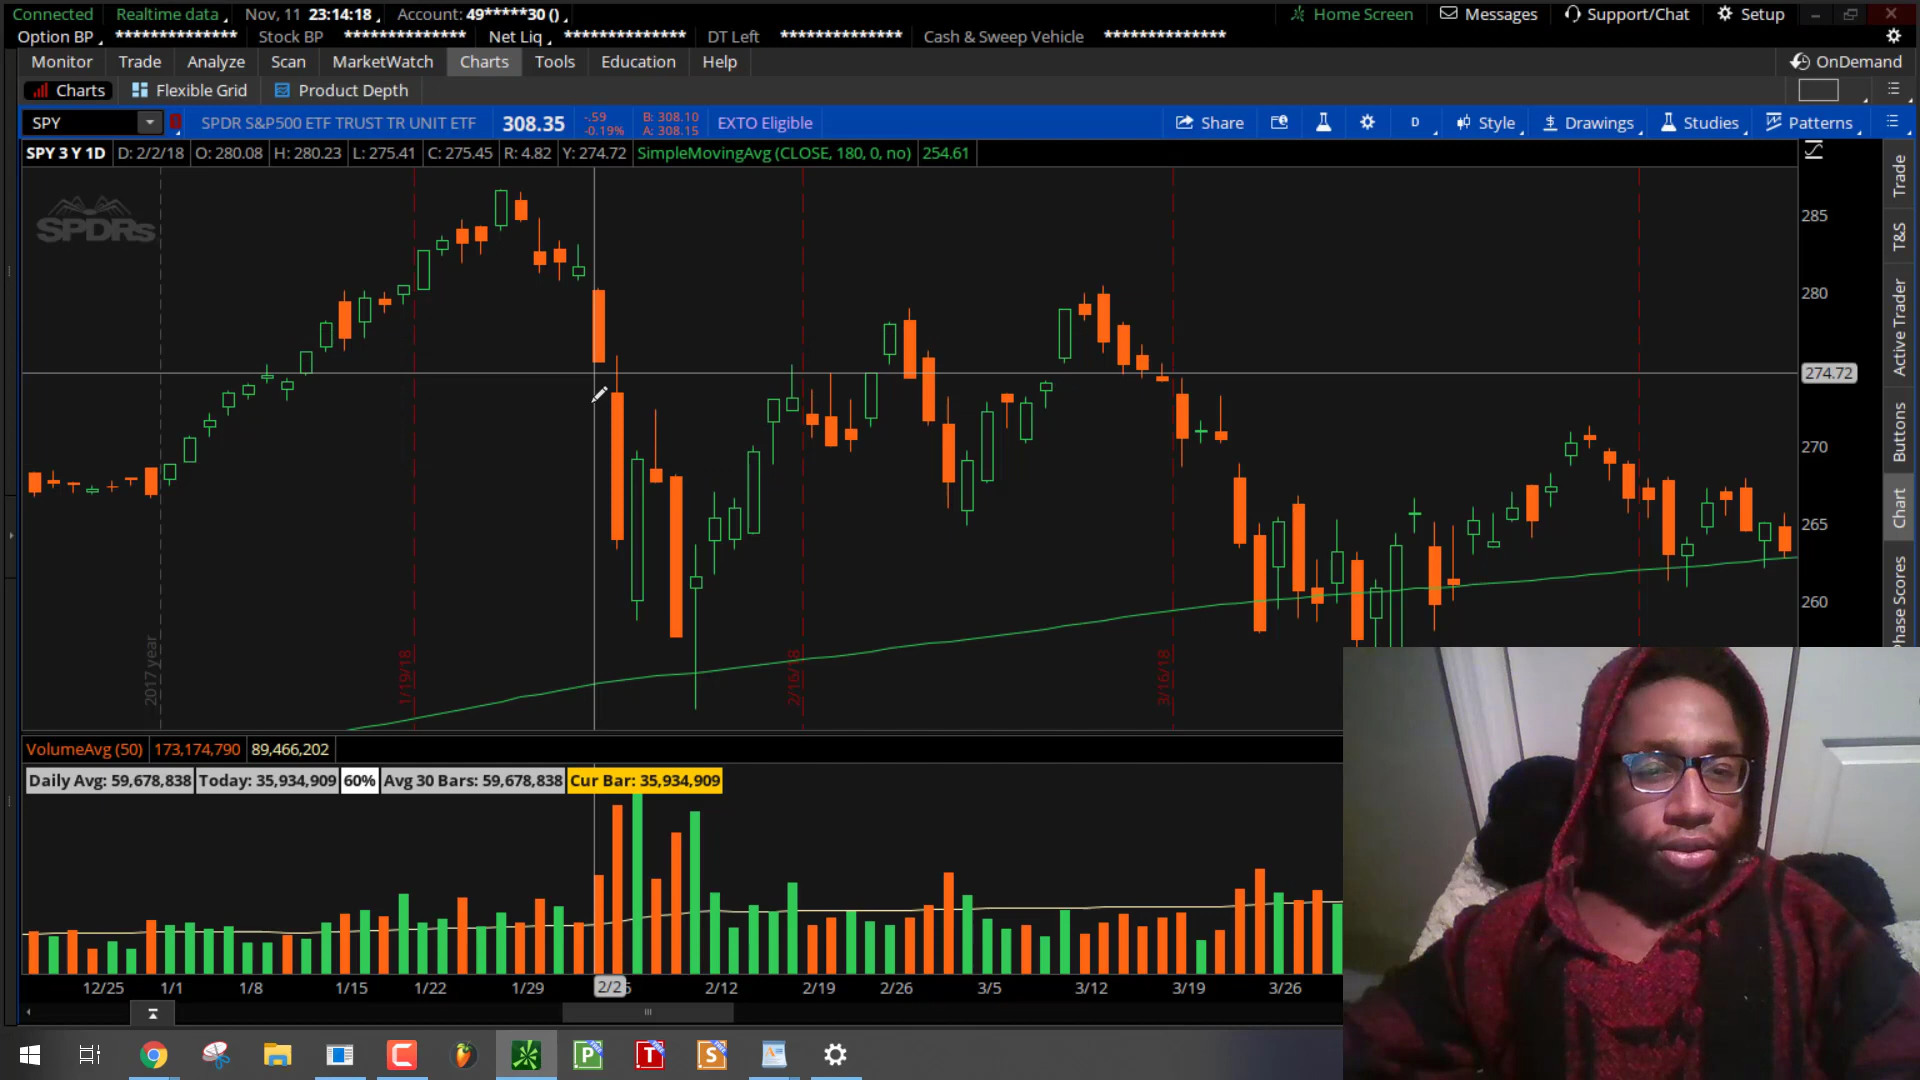 Connected Realtime data Nov, 11 23:14:18 Account: 49*****30 () Home Screen Messages Support/Chat Setup
Option BP ************** Stock BP ************** Net Liq ************** DT Left ************** Cash & Sweep Vehicle **************
Monitor Trade Analyze Scan MarketWatch Charts Tools Education Help OnDemand
Charts Flexible Grid Product Depth
SPY SPDR S&P500 ETF TRUST TR UNIT ETF 308.35 -.59 -0.19% B: 308.10 A: 308.15 EXTO Eligible Share D Style Drawings Studies Patterns
SPY 3 Y 1D D: 2/2/18 O: 280.08 H: 280.23 L: 275.41 C: 275.45 R: 4.82 Y: 274.72 SimpleMovingAvg (CLOSE, 180, 0, no) 254.61
SPDRs
285
280
274.72
270
265
260
2017 year
1/19/18
2/16/18
3/16/18
Trade
T&S
Active Trader
Buttons
Chart
Phase Scores
VolumeAvg (50) 173,174,790 89,466,202
Daily Avg: 59,678,838 Today: 35,934,909 60% Avg 30 Bars: 59,678,838 Cur Bar: 35,934,909
12/25 1/1 1/8 1/15 1/22 1/29 2/2 2/12 2/19 2/26 3/5 3/12 3/19 3/26
P T S